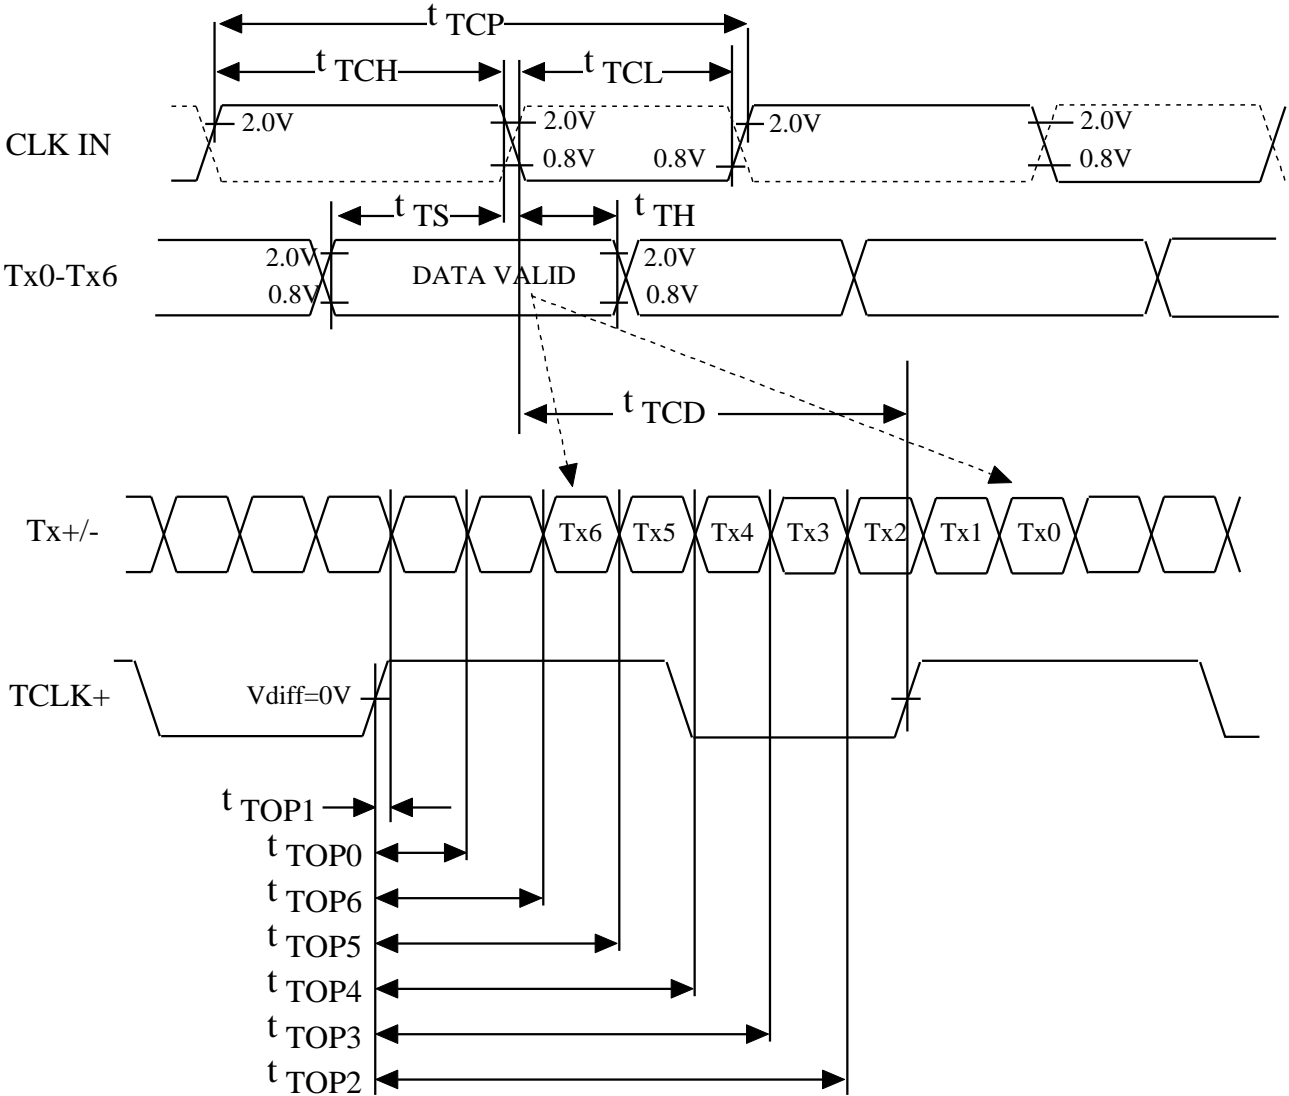 t TCP
t TCH
t TCL
CLK IN
2.0V
2.0V
2.0V
2.0V
0.8V
0.8V
0.8V
t TS
t TH
Tx0-Tx6
2.0V
DATA VALID
2.0V
0.8V
0.8V
t TCD
Tx+/-
Tx6
Tx5
Tx4
Tx3
Tx2
Tx1
Tx0
TCLK+
Vdiff=0V
t TOP1
t TOP0
t TOP6
t TOP5
t TOP4
t TOP3
t TOP2